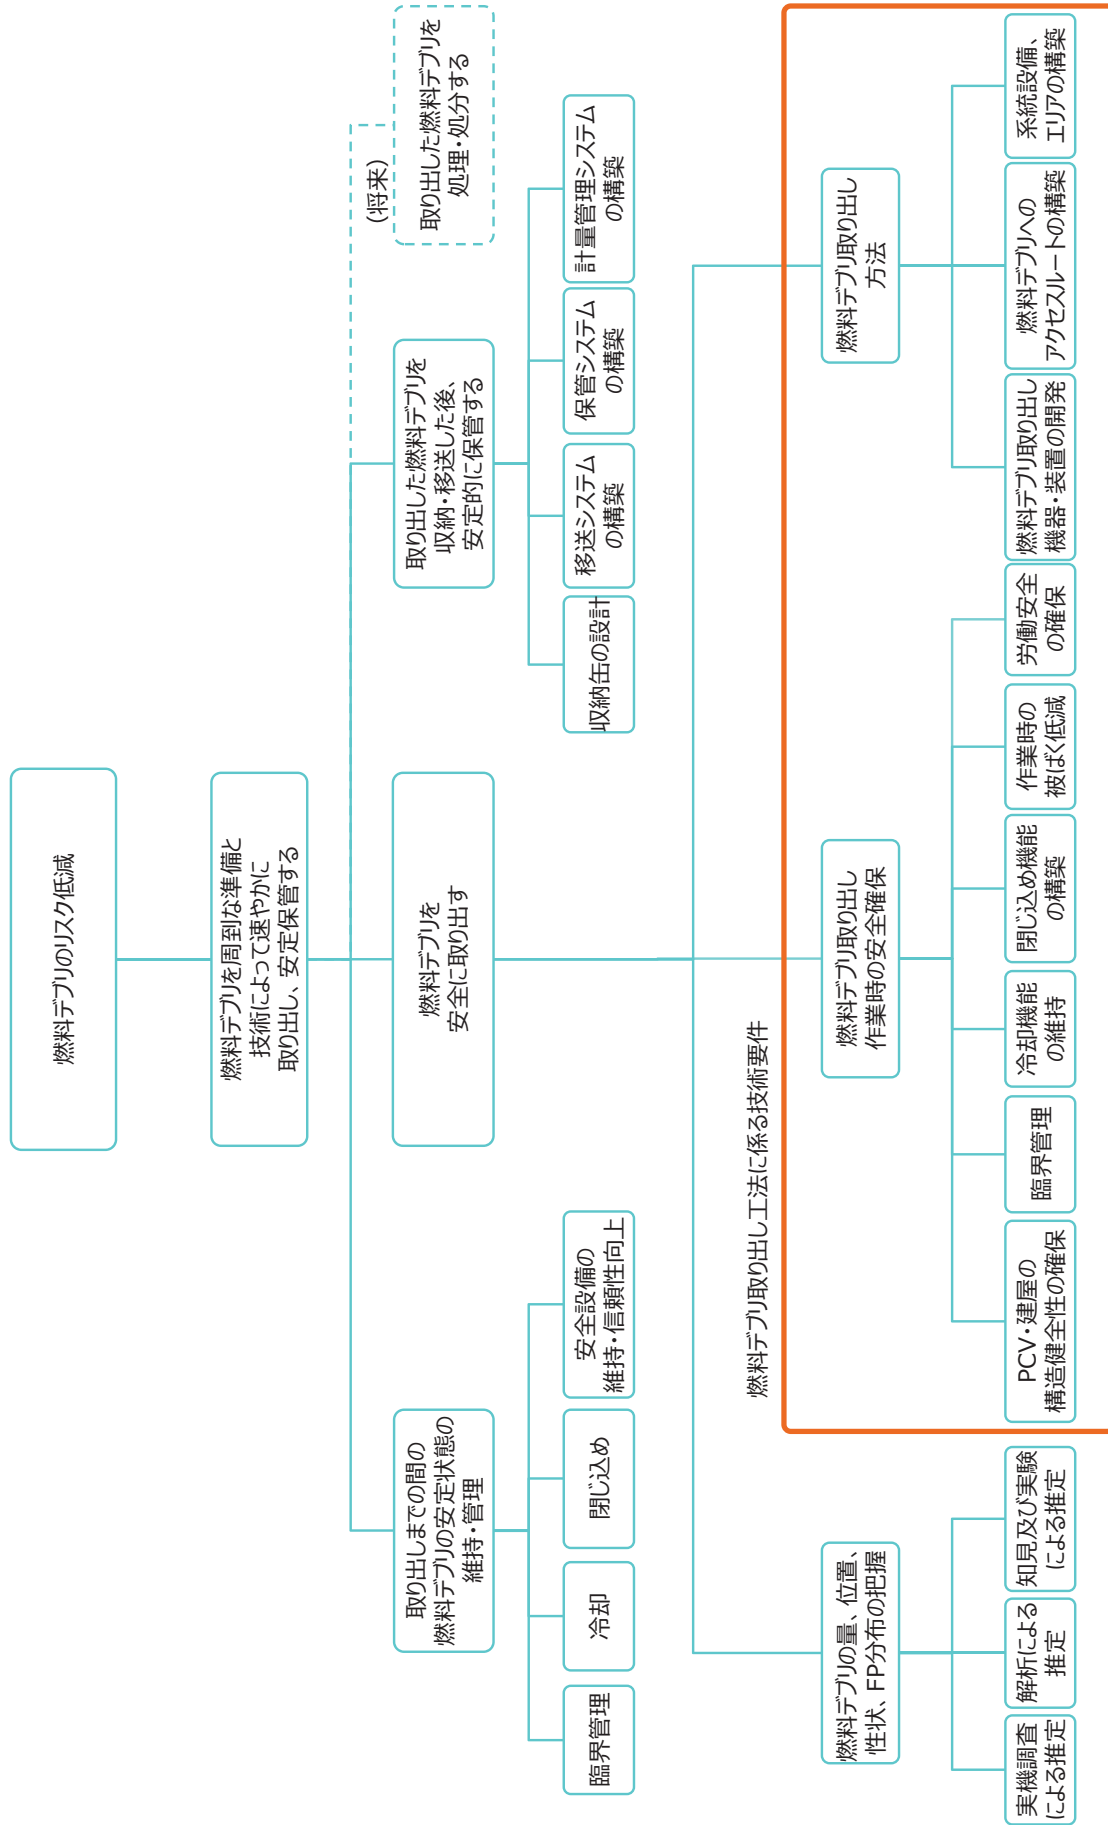 燃料デブリのリスク低減
燃料デブリを周到な準備と
技術によって速やかに
取り出し、安定保管する
取り出しまでの間の
燃料デブリの安定状態の
維持・管理
燃料デブリを
安全に取り出す
取り出した燃料デブリを
収納・移送した後、
安定的に保管する
(将来)
取り出した燃料デブリを
処理・処分する
臨界管理
冷却
閉じ込め
安全設備の
維持・信頼性向上
収納缶の設計
移送システム
の構築
保管システム
の構築
計量管理システム
の構築
燃料デブリ取り出し工法に係る技術要件
燃料デブリの量、位置、
性状、FP分布の把握
燃料デブリ取り出し
作業時の安全確保
燃料デブリ取り出し
方法
実機調査
による推定
解析による
推定
知見及び実験
による推定
PCV・建屋の
構造健全性の確保
臨界管理
冷却機能
の維持
閉じ込め機能
の構築
作業時の
被ばく低減
労働安全
の確保
燃料デブリ取り出し
機器・装置の開発
燃料デブリへの
アクセスルートの構築
系統設備、
エリアの構築